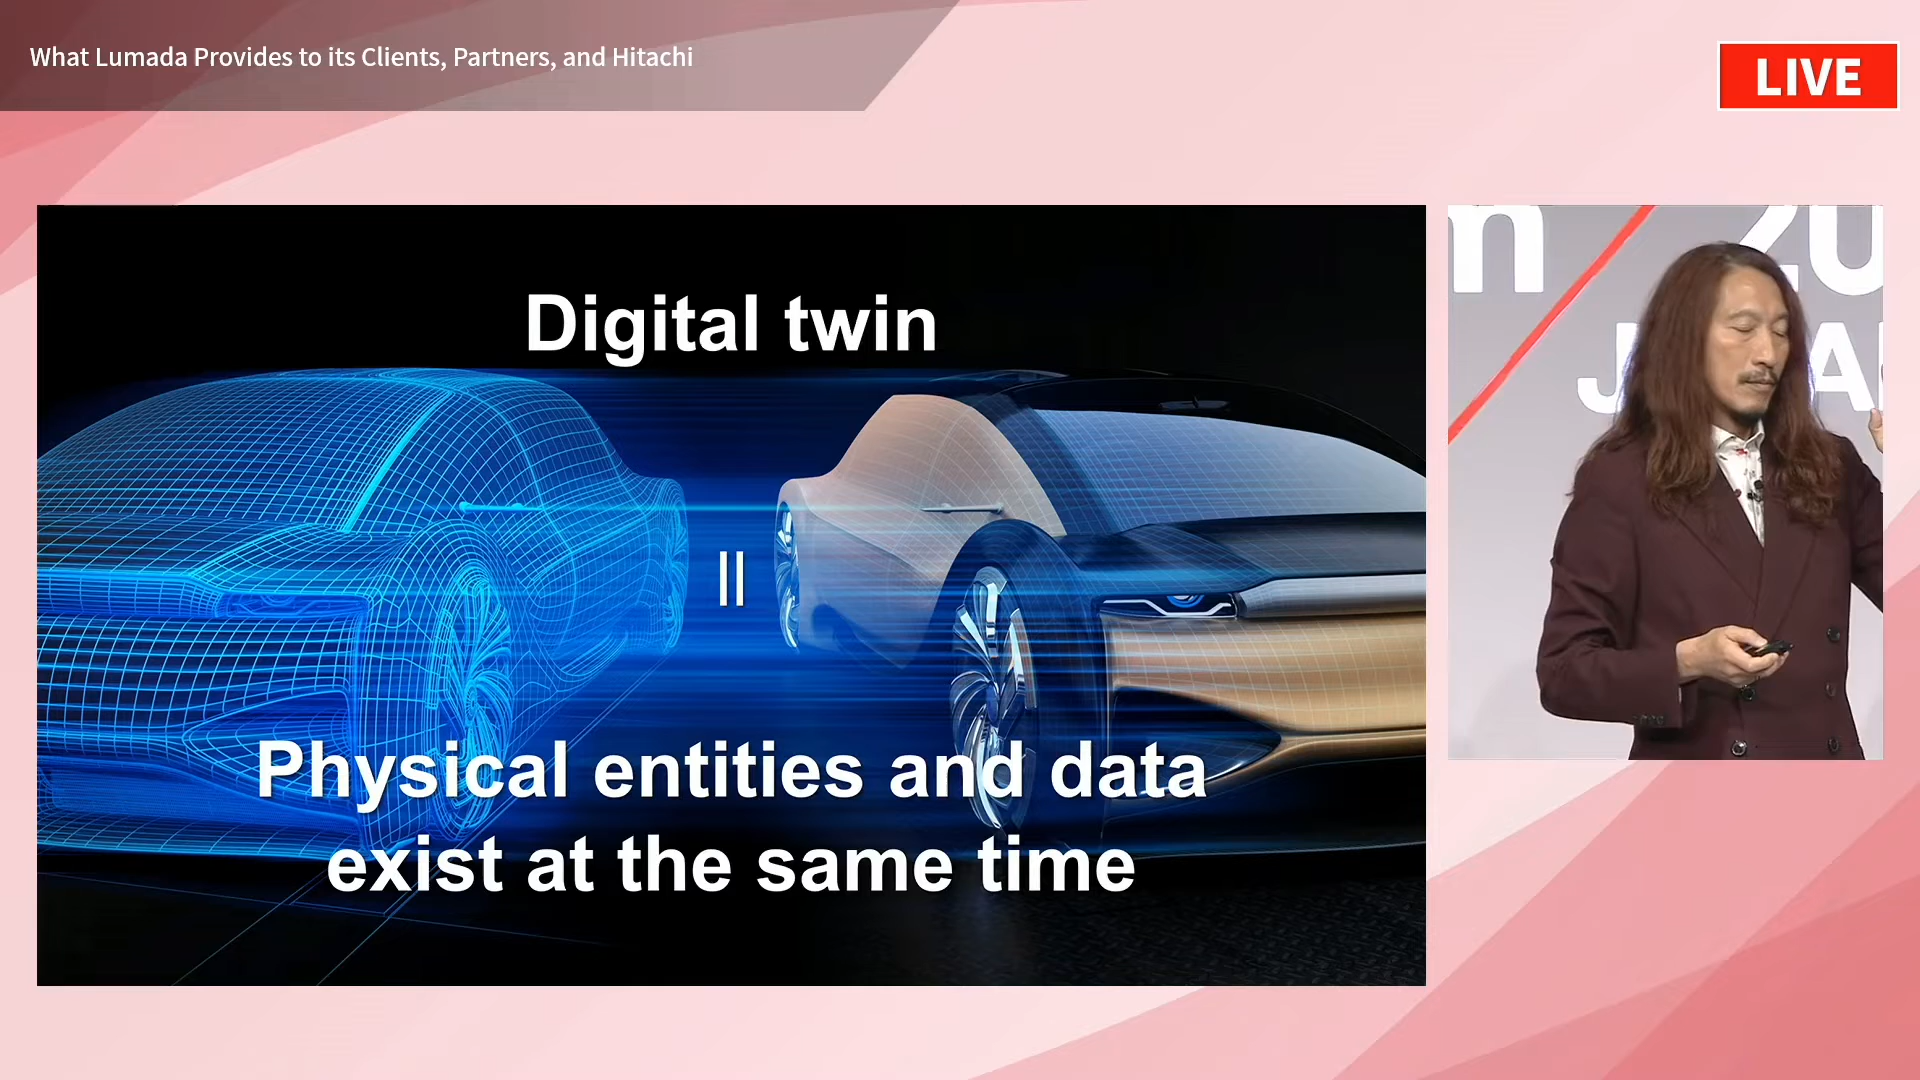 What Lumada Provides to its Clients, Partners, and Hitachi
LIVE
Digital twin
||
Physical entities and data
exist at the same time
20